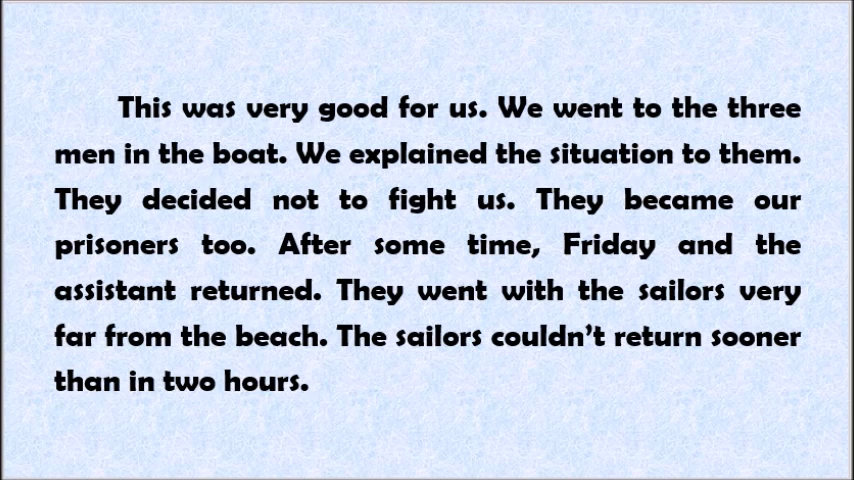 This was very good for us. We went to the three
men in the boat. We explained the situation to them.
They decided not to fight us. They became our
prisoners too. After some time, Friday and the
assistant returned. They went with the sailors very
far from the beach. The sailors couldn’t return sooner
than in two hours.